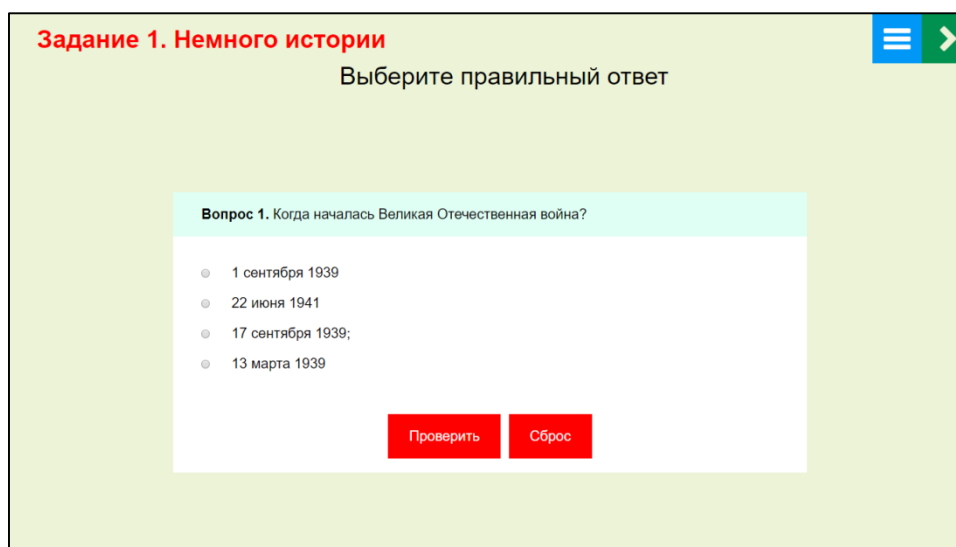 Задание 1. Немного истории
Выберите правильный ответ
Вопрос 1. Когда началась Великая Отечественная война?
1 сентября 1939
22 июня 1941
17 сентября 1939;
13 марта 1939
Проверить Сброс